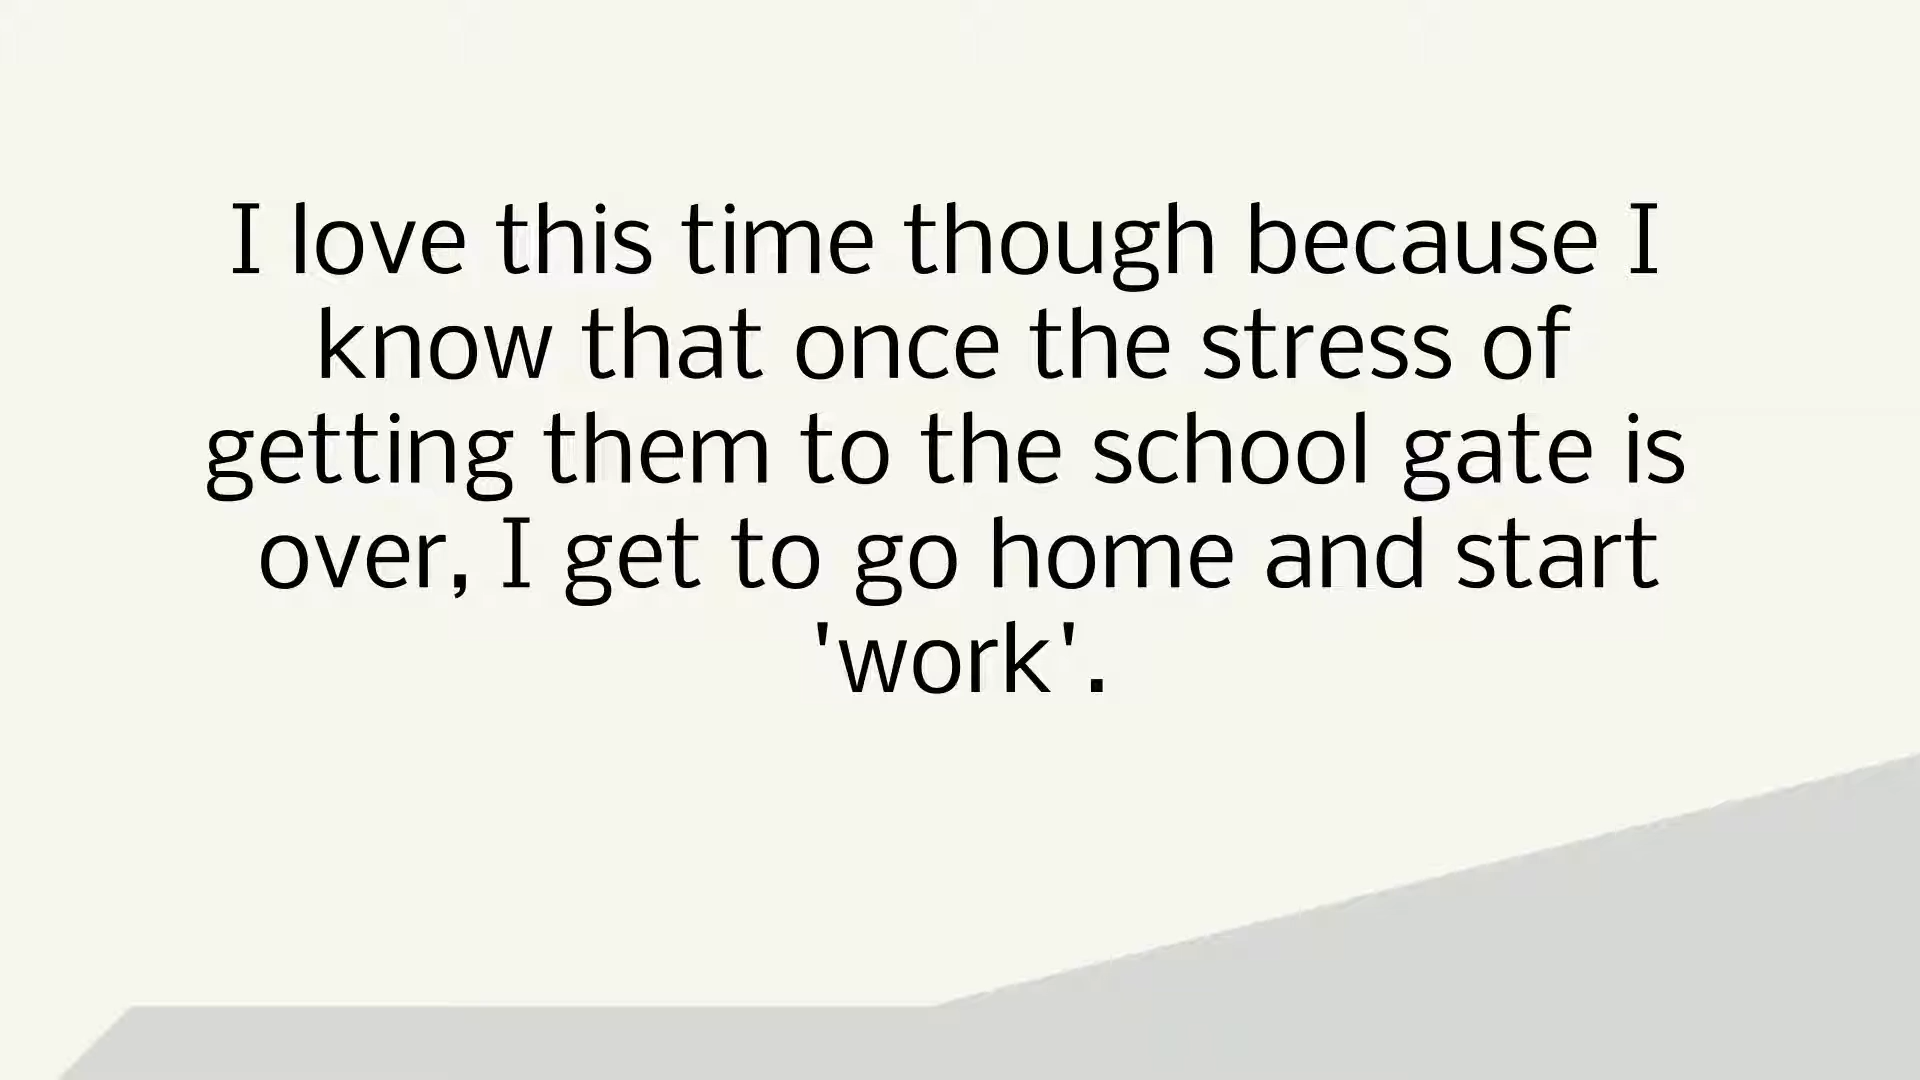 I love this time though because I
know that once the stress of
getting them to the school gate is
over, I get to go home and start
'work'.